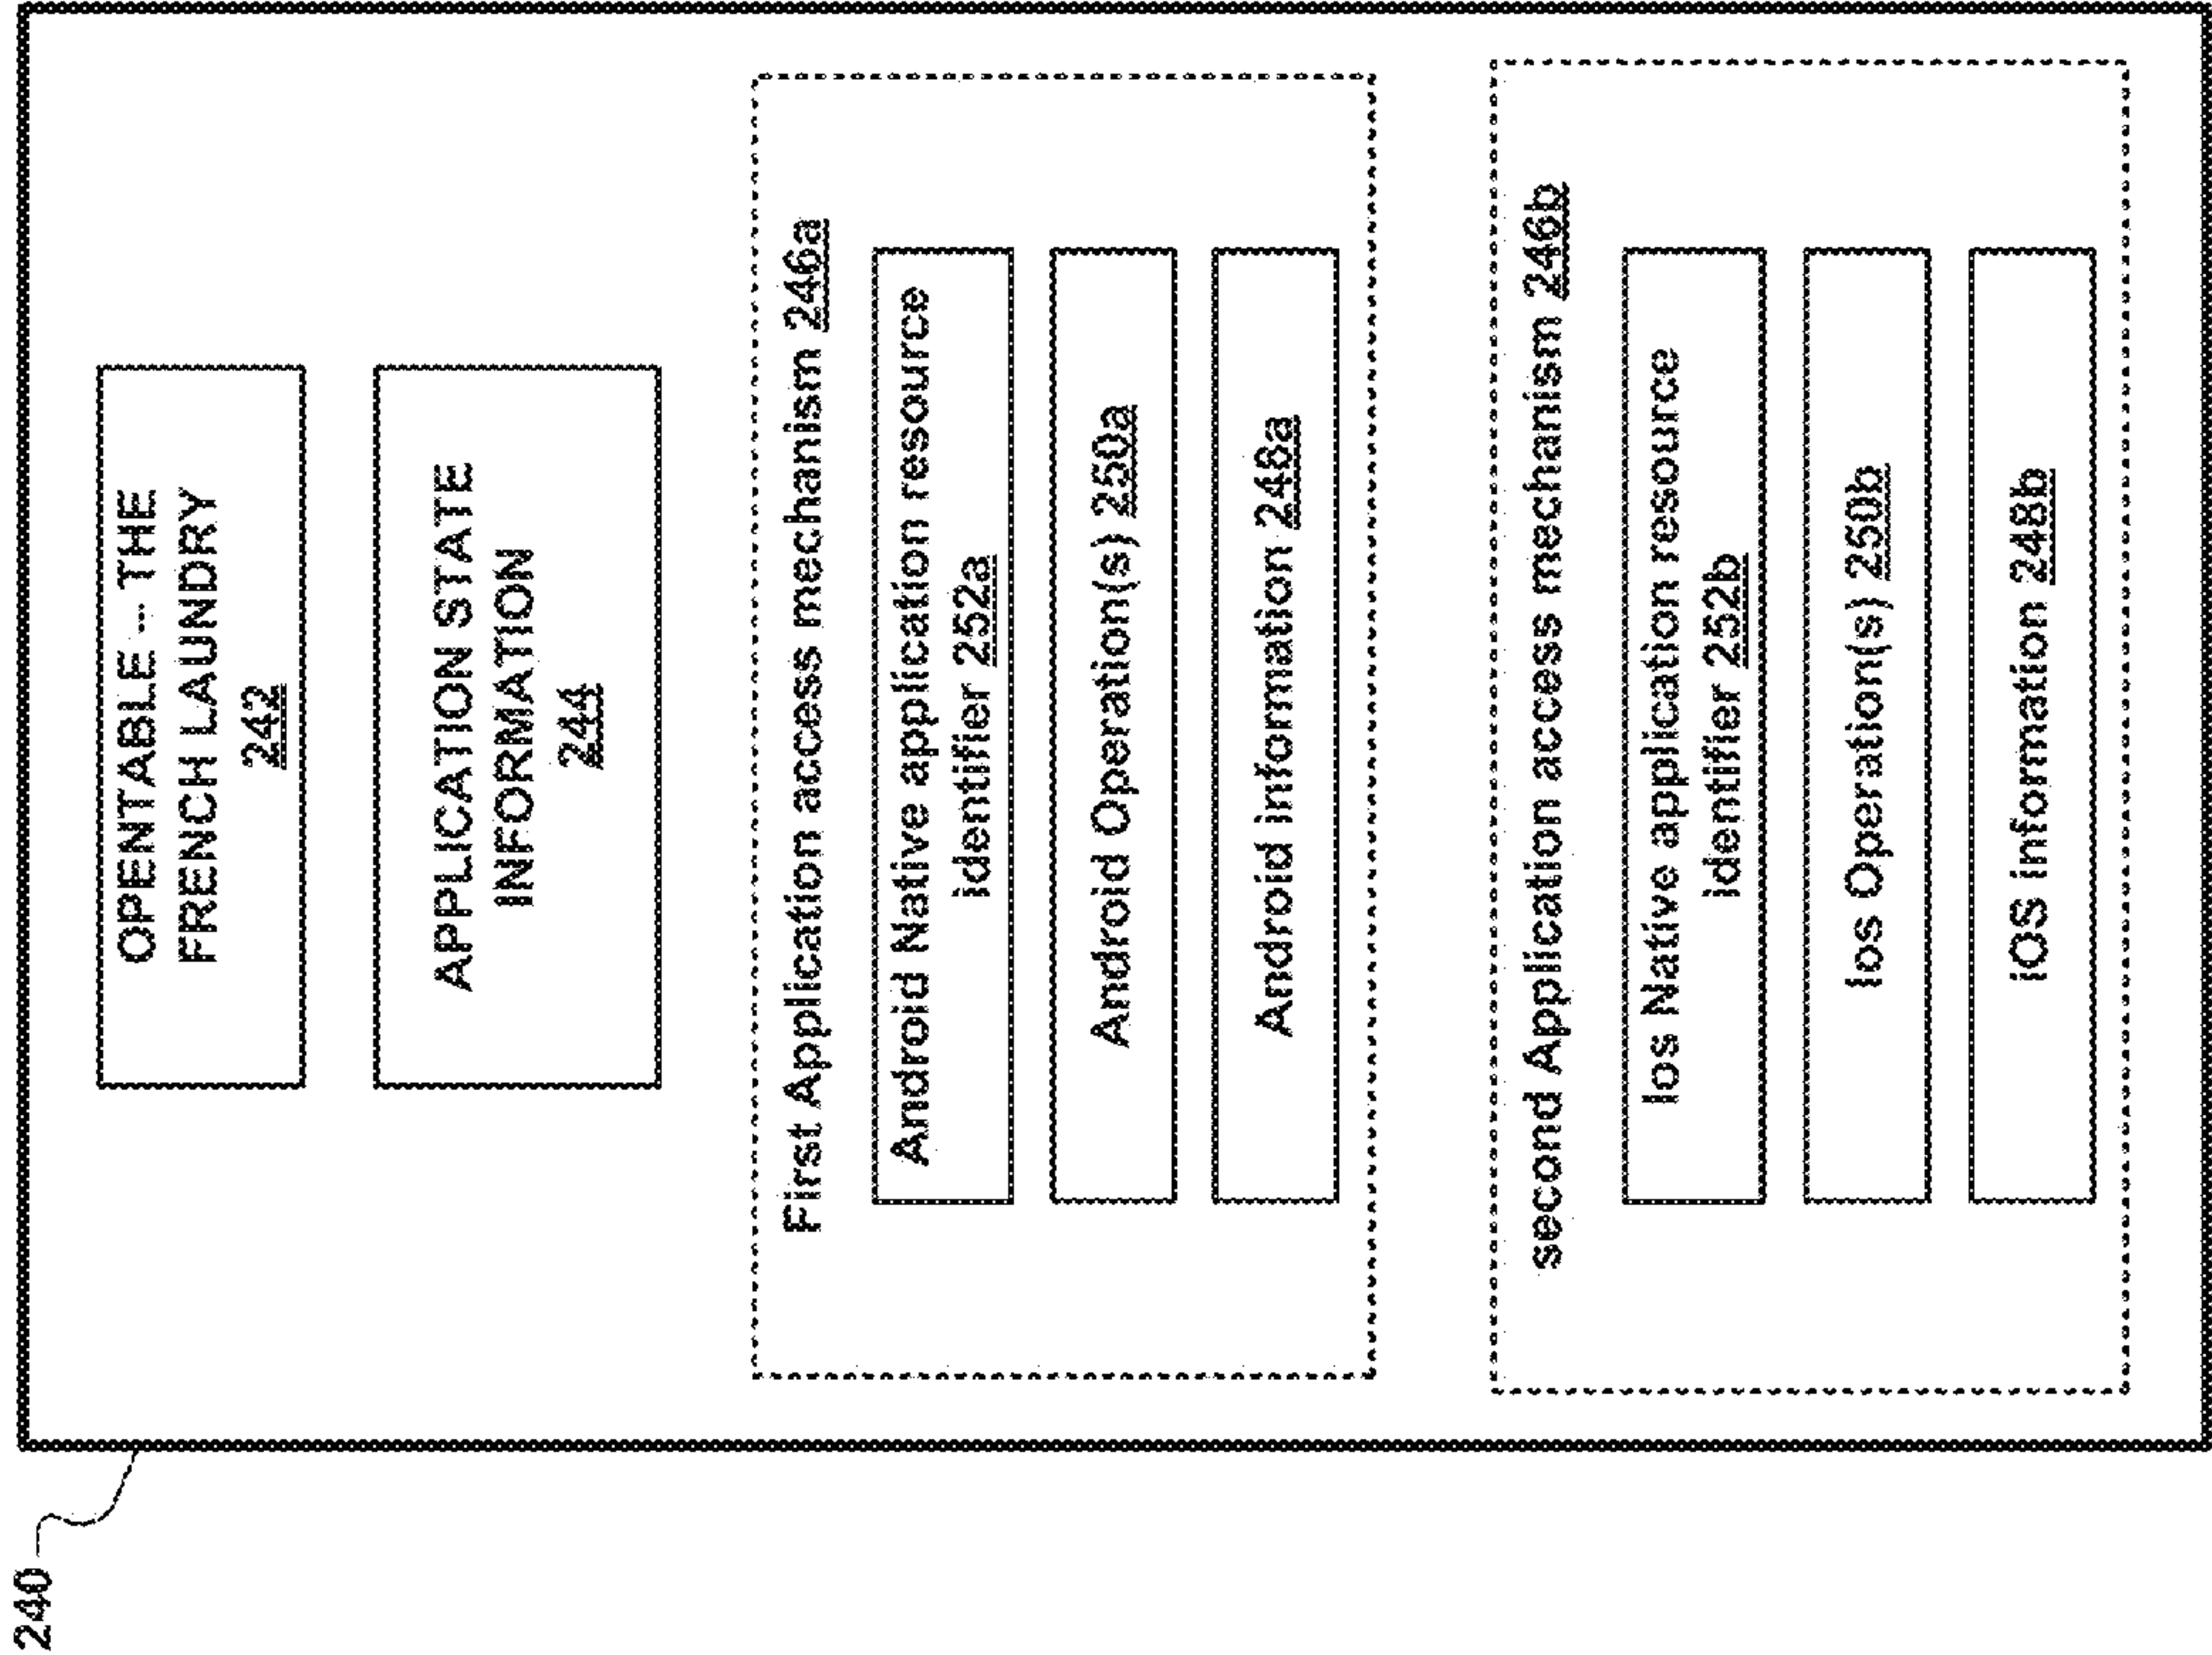 240
OPENTABLE -- THE
FRENCH LAUNDRY
242
APPLICATION STATE
INFORMATION
244
First Application access mechanism 246a
Android Native application resource
identifier 252a
Android Operation(s) 250a
Android information 248a
second Application access mechanism 246b
Ios Native application resource
identifier 252b
Ios Operation(s) 250b
iOS information 248b